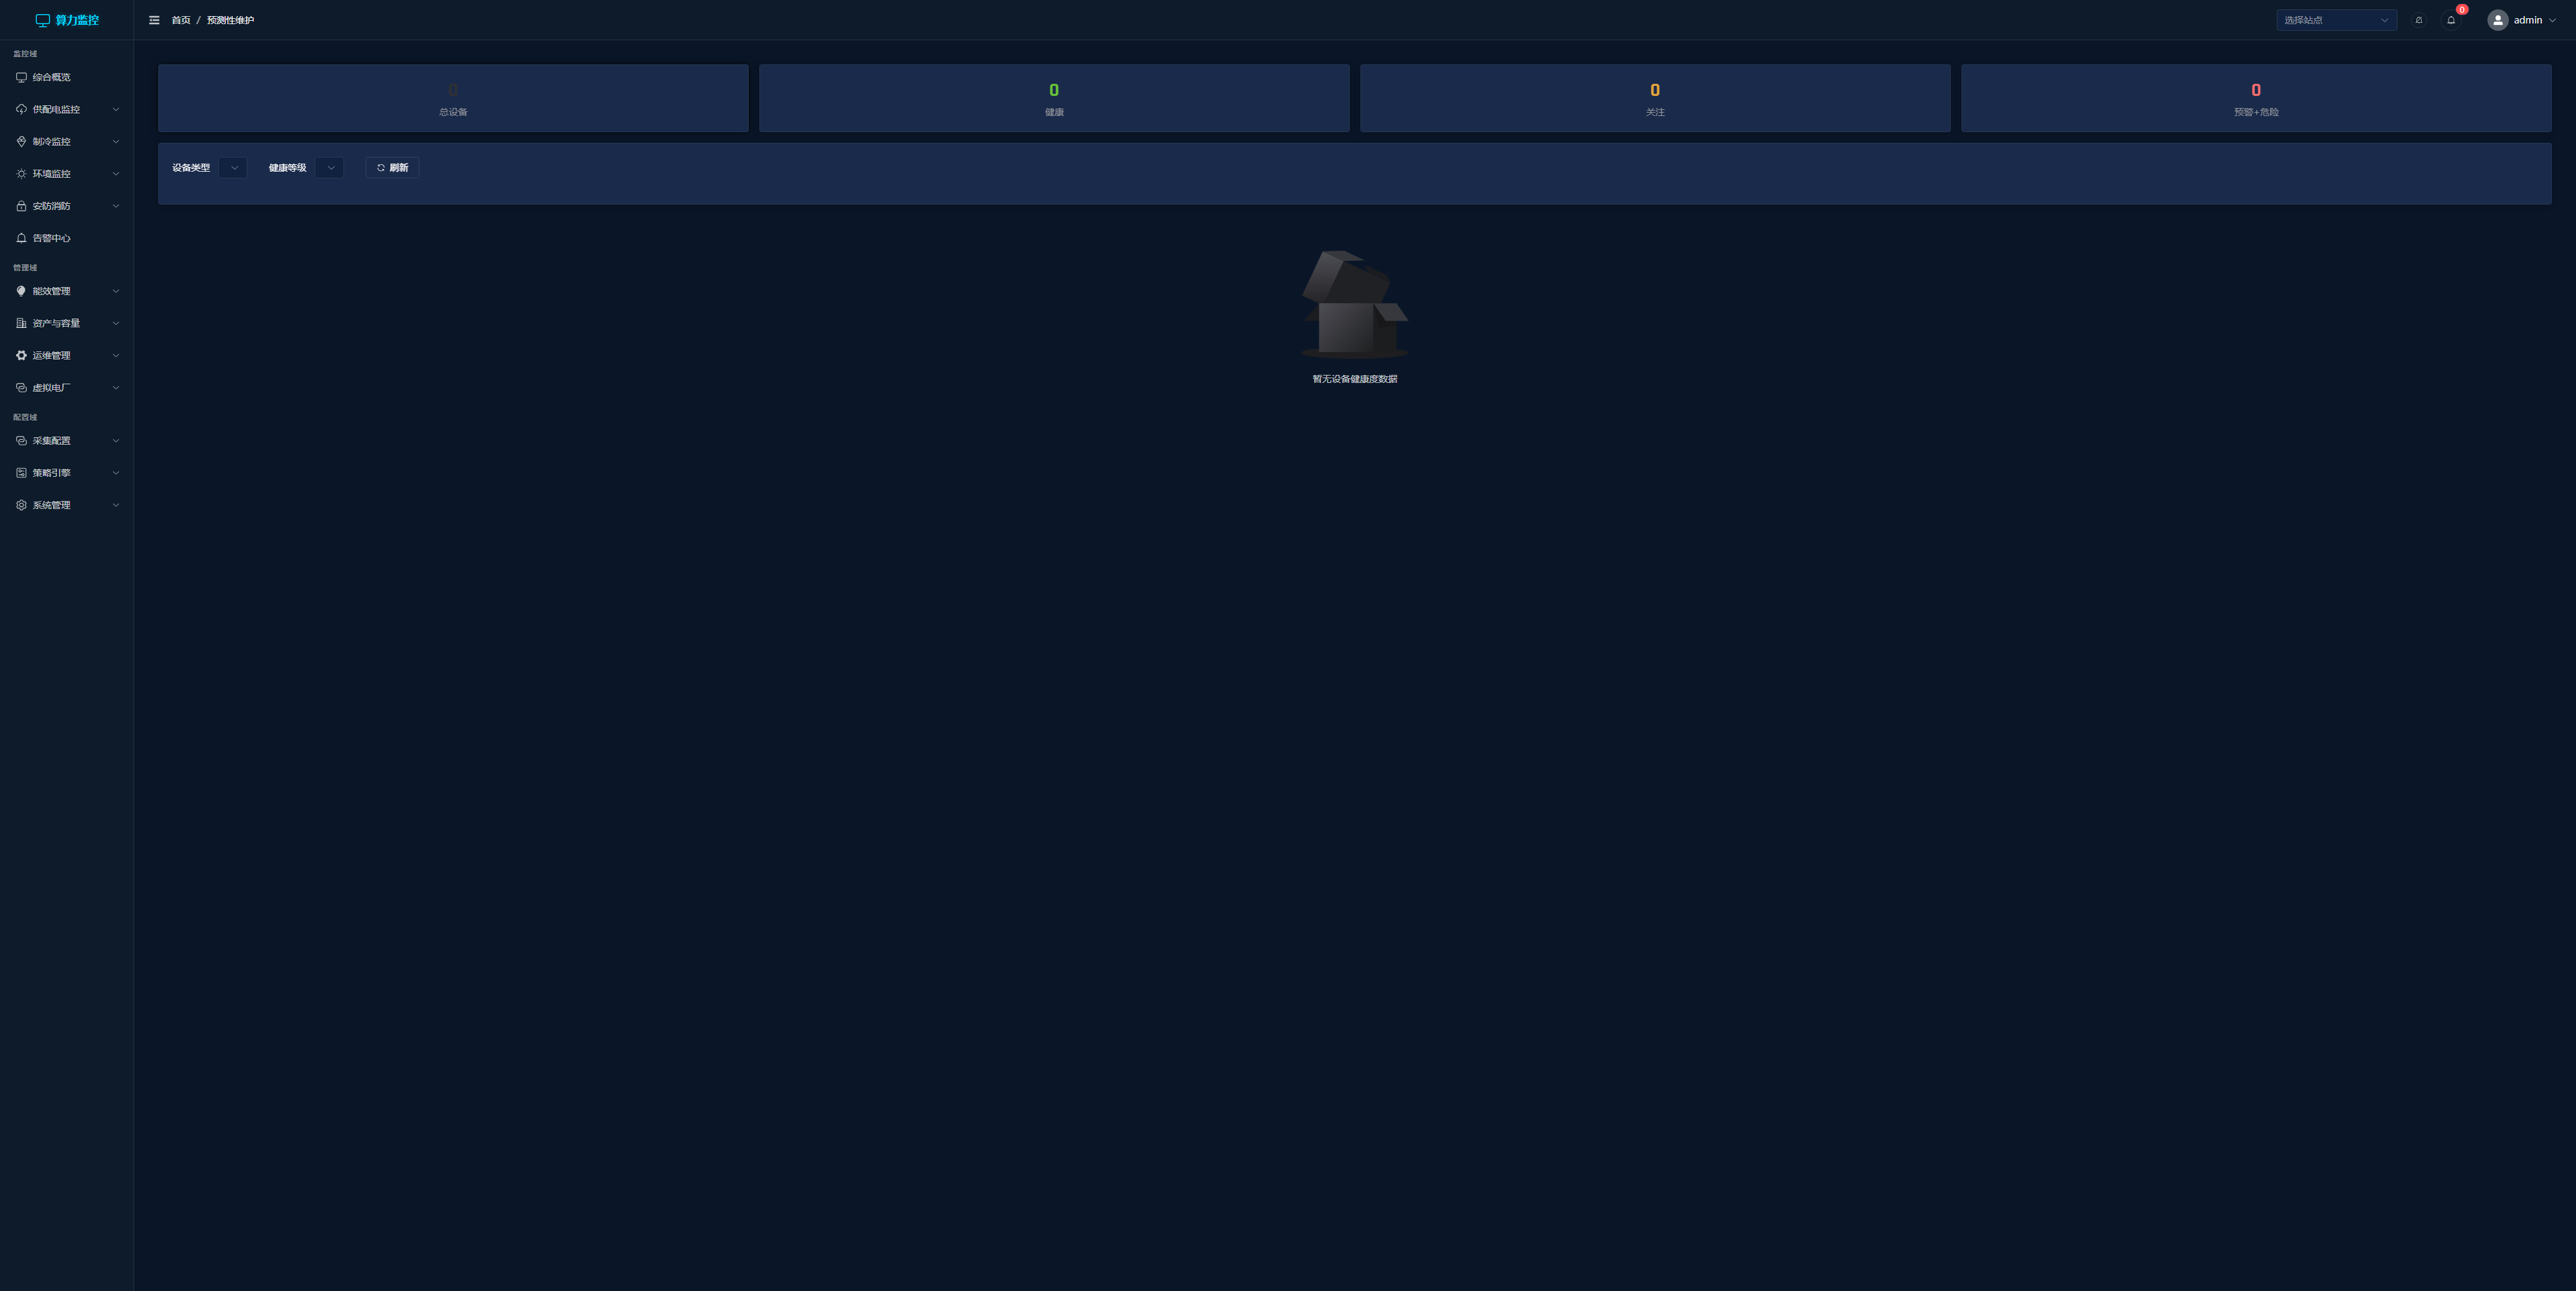 算力监控
首页 / 预测性维护
选择站点
0
admin
监控域
综合概览
供配电监控
制冷监控
环境监控
安防消防
告警中心
管理域
能效管理
资产与容量
运维管理
虚拟电厂
配置域
采集配置
策略引擎
系统管理
0
总设备
0
健康
0
关注
0
预警+危险
设备类型
健康等级
刷新
暂无设备健康度数据